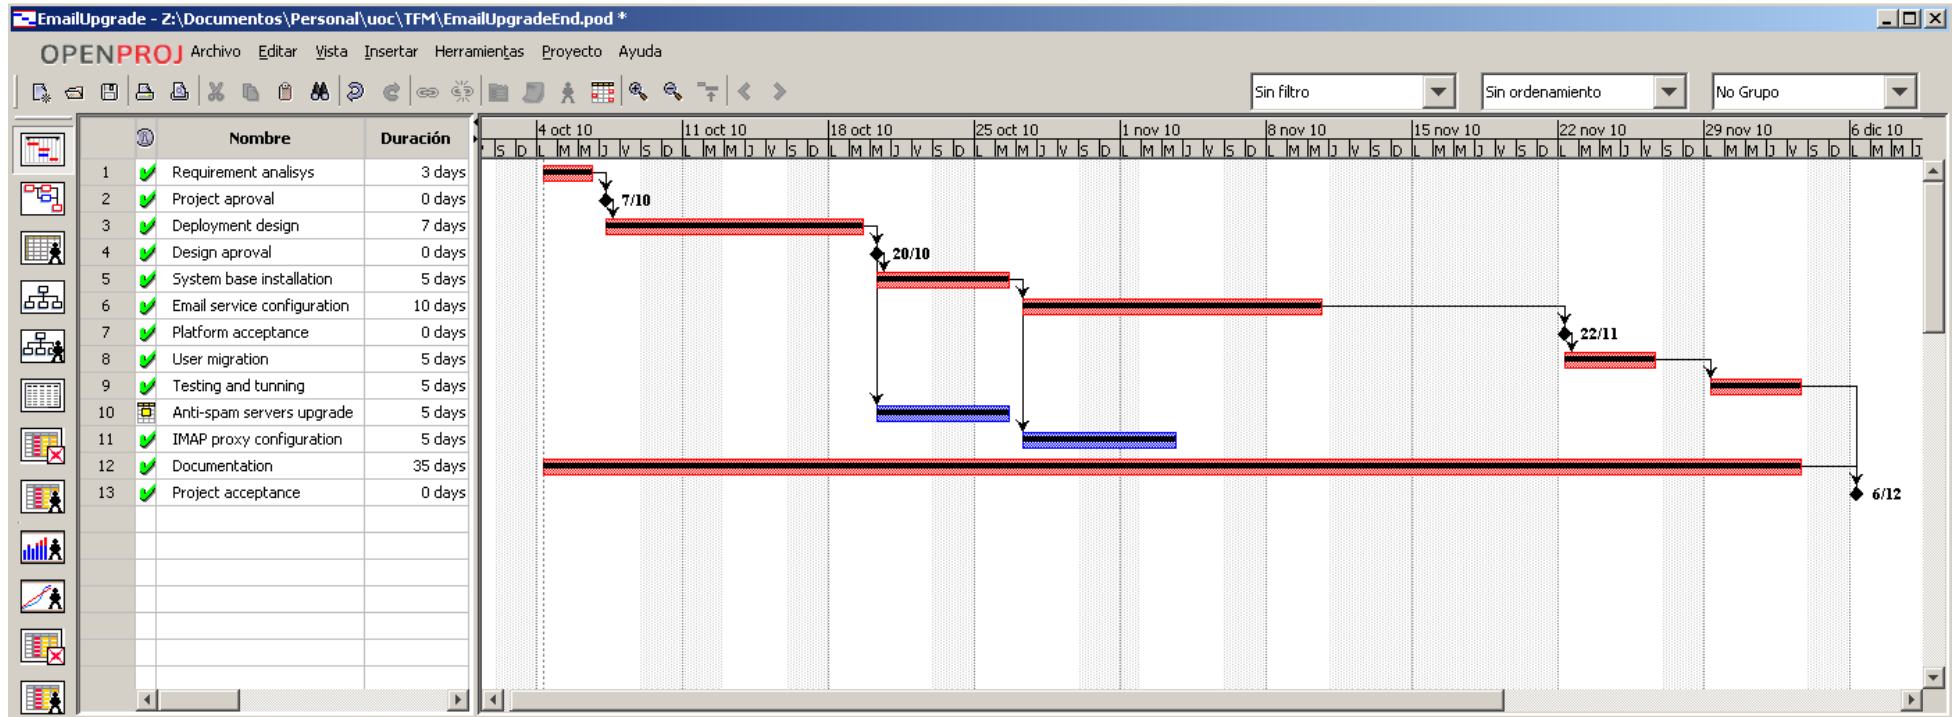 EmailUpgrade - Z:\Documentos\Personal\uoc\TFM\EmailUpgradeEnd.pod *
OPENPROJ Archivo Editar Vista Insertar Herramientas Proyecto Ayuda
Sin filtro Sin ordenamiento No Grupo
Nombre Duración
4 oct 10 11 oct 10 18 oct 10 25 oct 10 1 nov 10 8 nov 10 15 nov 10 22 nov 10 29 nov 10 6 dic 10
S D L M M J V S D L M M J V S D L M M J V S D L M M J V S D L M M J V S D L M M J V S D L M M J V S D L M M J V S D L M M J V S D L M M J
1 Requirement analisys 3 days
2 Project aproval 0 days 7/10
3 Deployment design 7 days
4 Design aproval 0 days 20/10
5 System base installation 5 days
6 Email service configuration 10 days
7 Platform acceptance 0 days 22/11
8 User migration 5 days
9 Testing and tunning 5 days
10 Anti-spam servers upgrade 5 days
11 IMAP proxy configuration 5 days
12 Documentation 35 days
13 Project acceptance 0 days 6/12